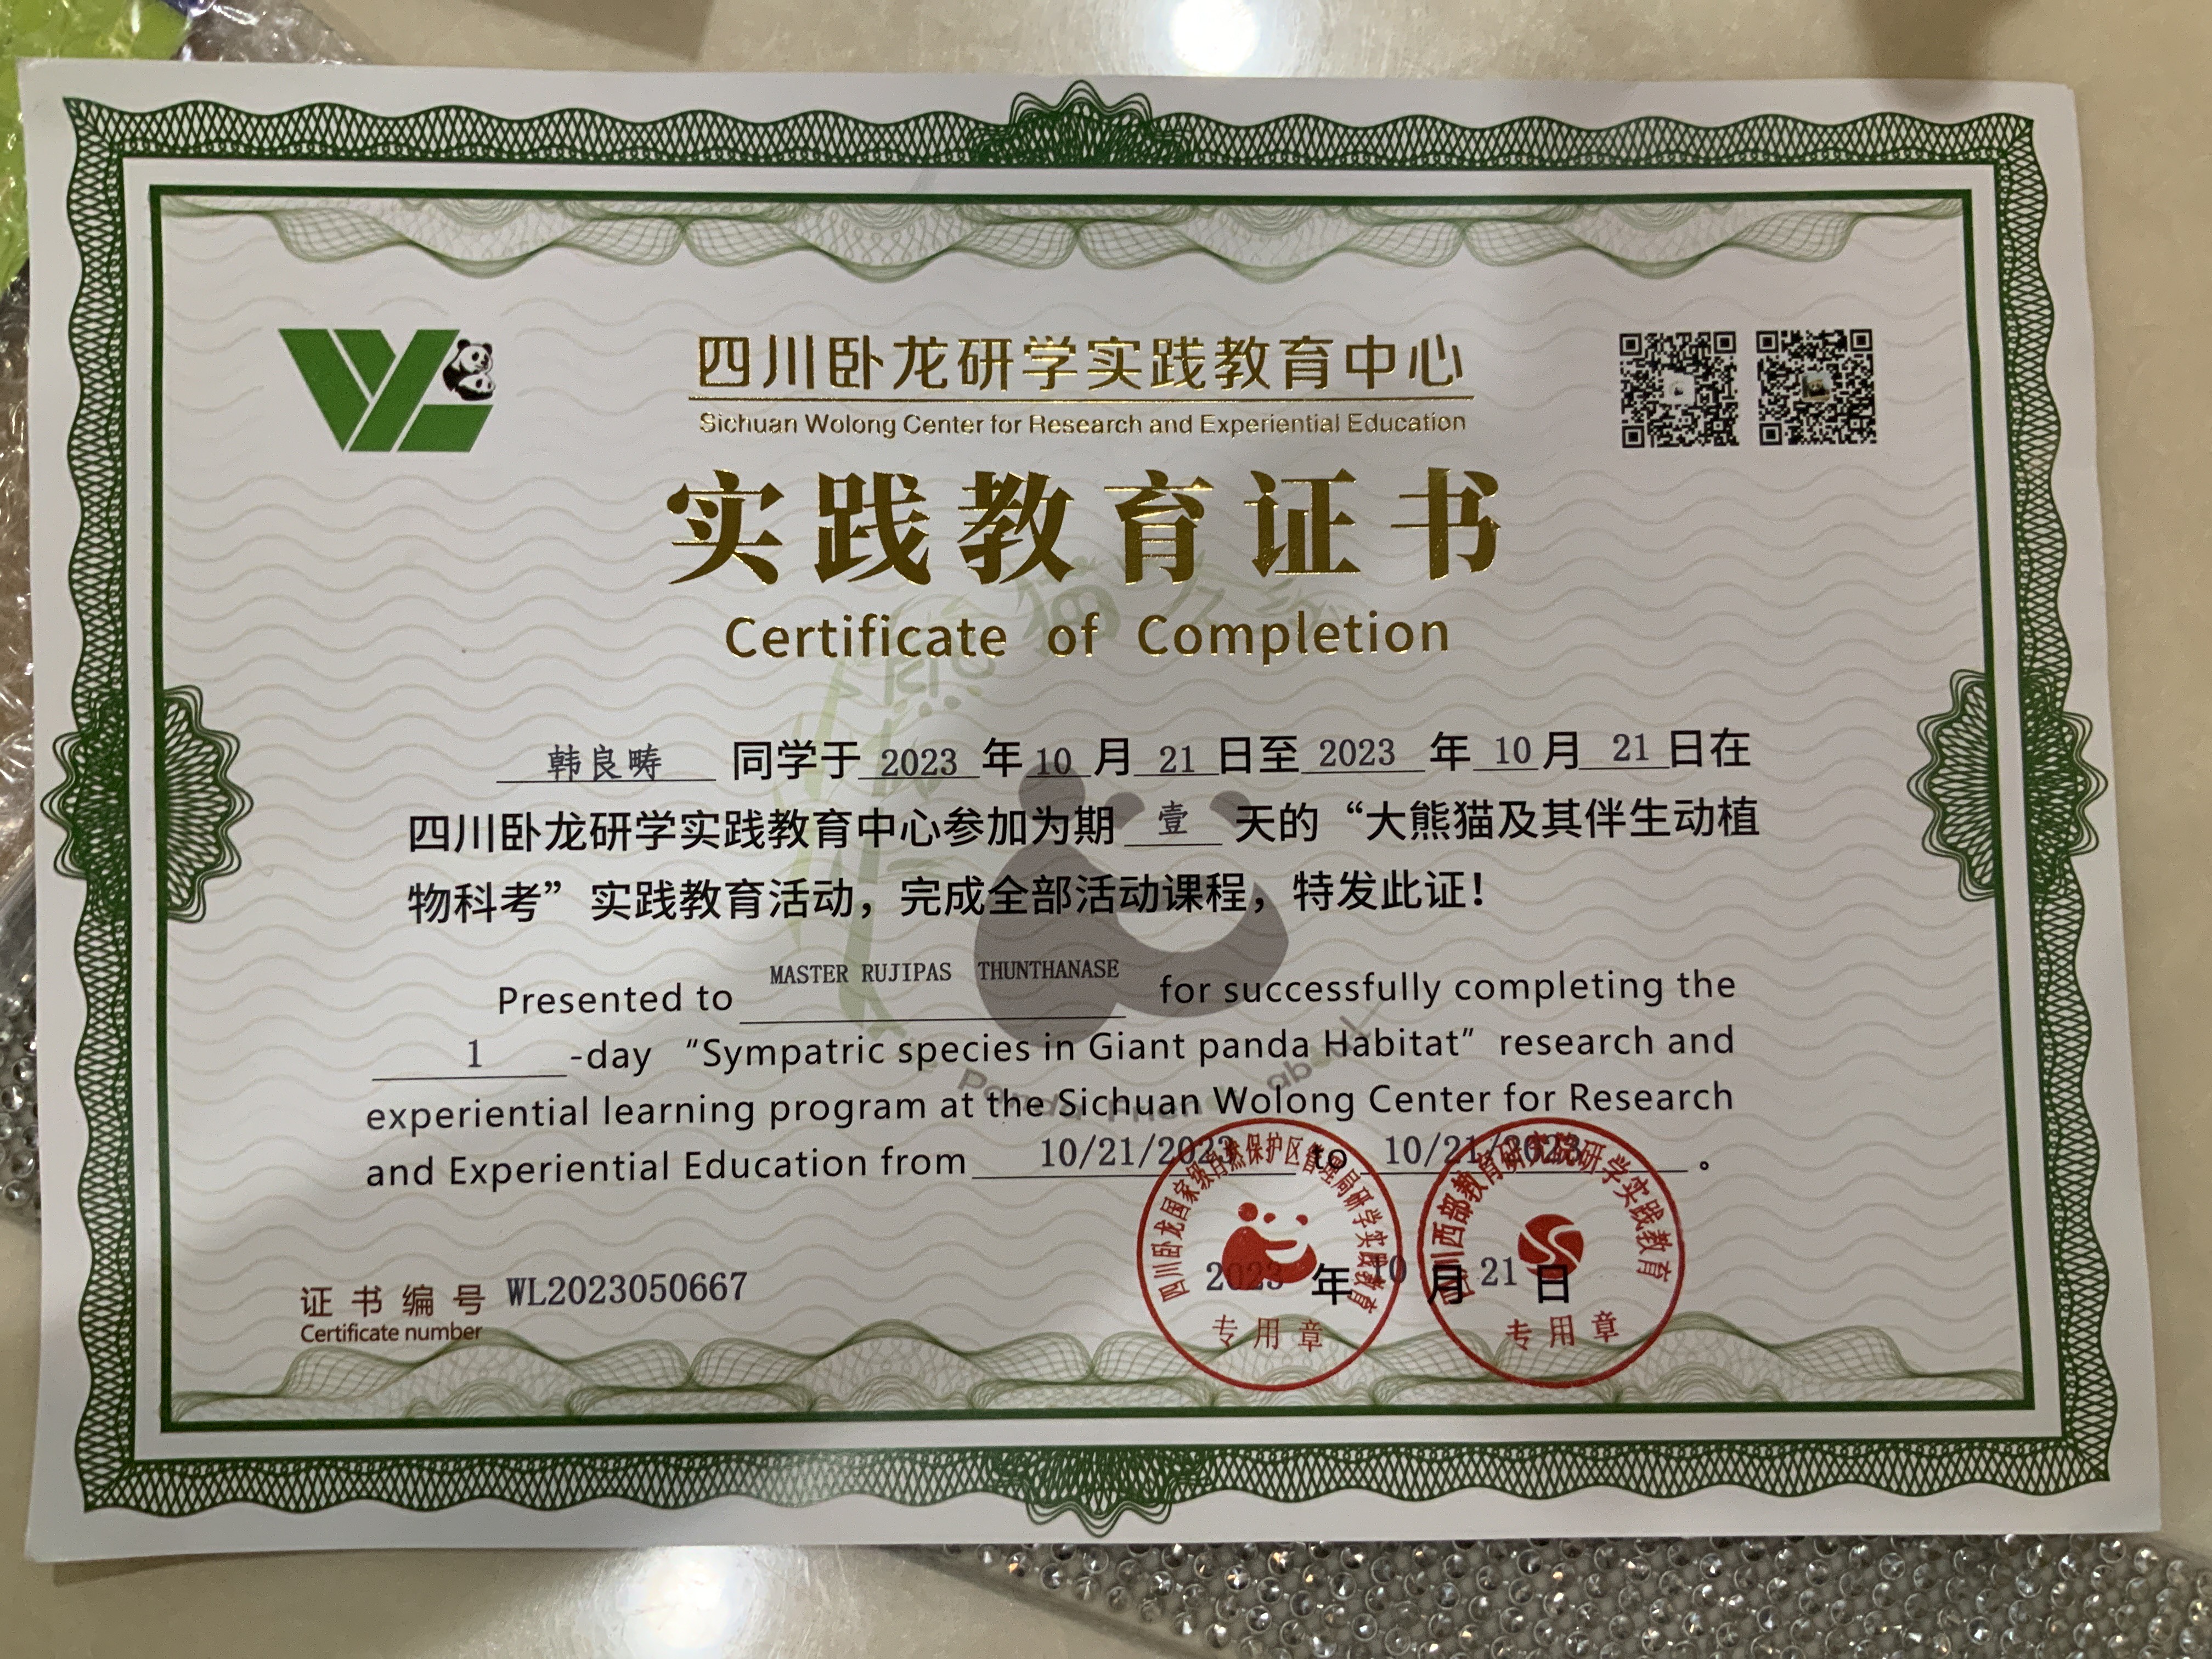 四川卧龙研学实践教育中心
Sichuan Wolong Center for Research and Experiential Education
实践教育证书
Certificate of Completion
韩良畴 同学于 2023 年 10 月 21 日至 2023 年 10 月 21 日在
四川卧龙研学实践教育中心参加为期 壹 天的“大熊猫及其伴生动植
物科考”实践教育活动，完成全部活动课程，特发此证！
Presented to MASTER RUJIPAS THUNTHANASE for successfully completing the
1 -day “Sympatric species in Giant panda Habitat” research and
experiential learning program at the Sichuan Wolong Center for Research
and Experiential Education from 10/21/2023 to 10/21/2023 。
证书编号 WL2023050667
Certificate number
2023 年 10 月 21 日
四川卧龙国家级自然保护区管理局研学实践教育
专用章
四川西部教育研究院研学实践教育
专用章